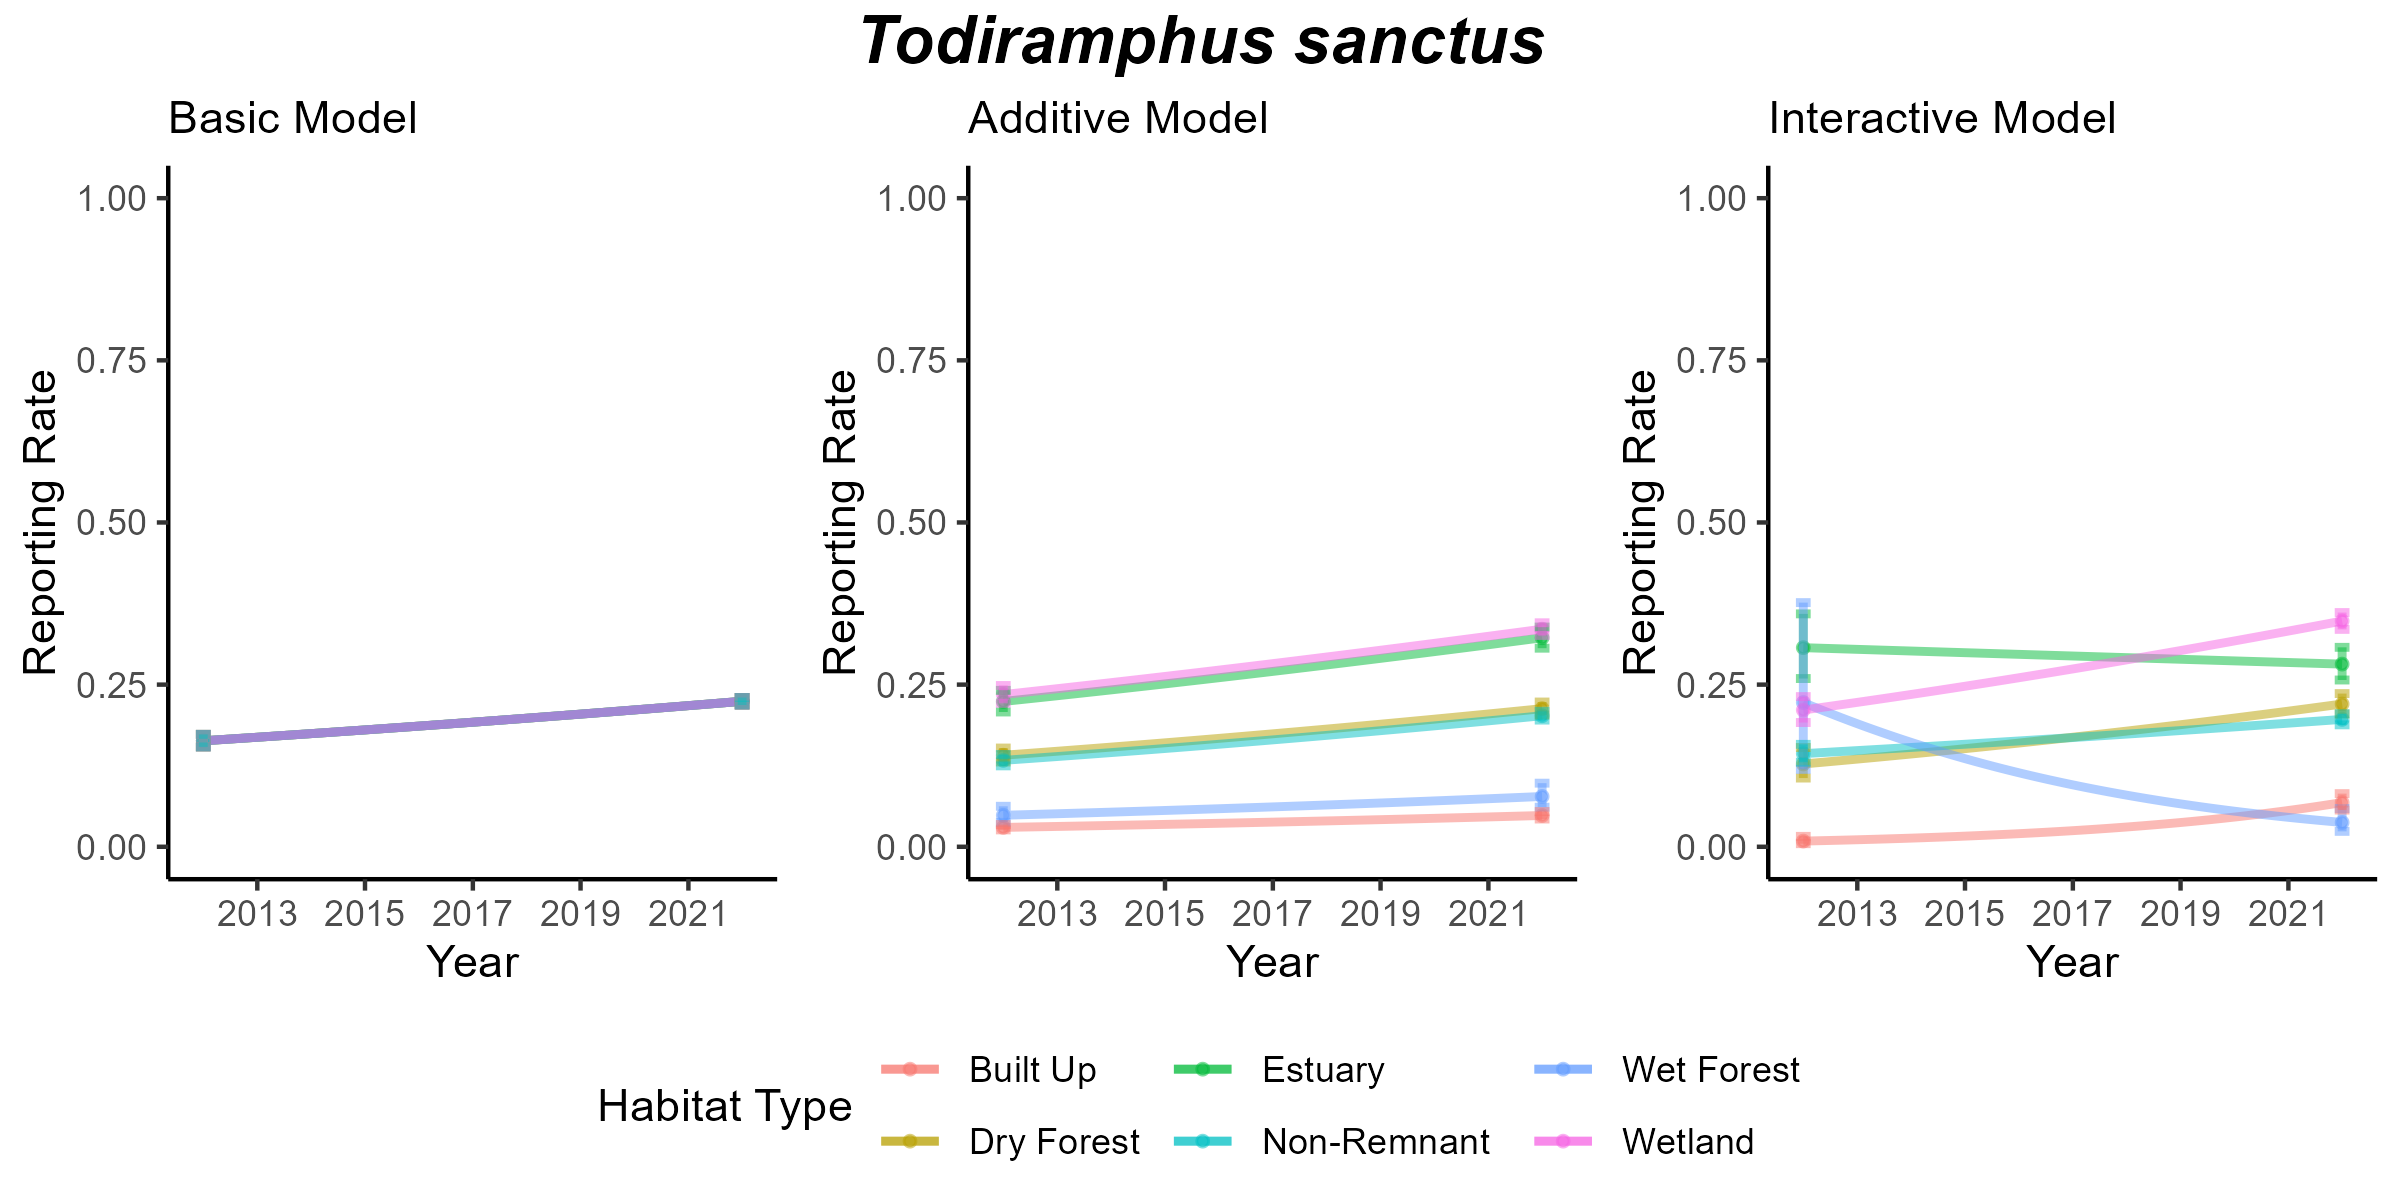 Todiramphus sanctus
Basic Model
Additive Model
Interactive Model
Reporting Rate
1.00
0.75
0.50
0.25
0.00
2013 2015 2017 2019 2021
Year
Reporting Rate
1.00
0.75
0.50
0.25
0.00
2013 2015 2017 2019 2021
Year
Reporting Rate
1.00
0.75
0.50
0.25
0.00
2013 2015 2017 2019 2021
Year
Habitat Type
Built Up
Estuary
Wet Forest
Dry Forest
Non-Remnant
Wetland